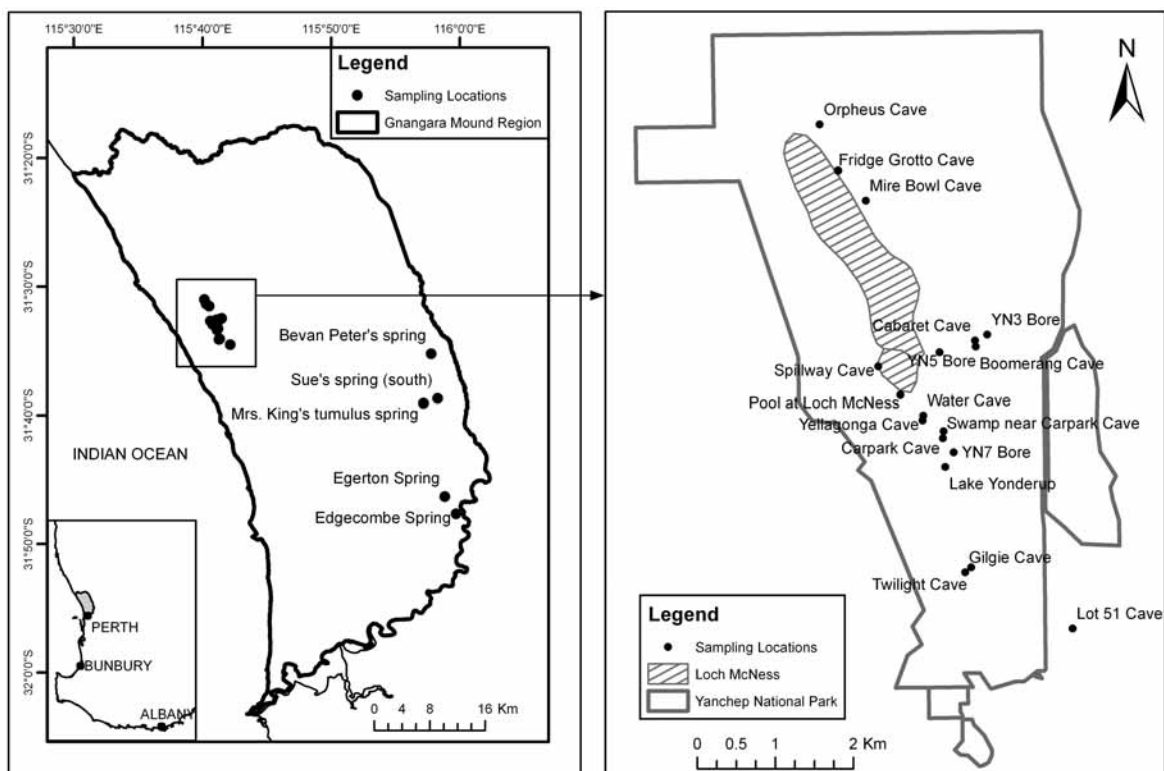 115°30'0"E 115°40'0"E 115°50'0"E 116°0'0"E
Legend
Sampling Locations
Gnangara Mound Region
31°20'0"S
31°30'0"S
31°40'0"S
31°50'0"S
32°0'0"S
Bevan Peter's spring
Sue's spring (south)
Mrs. King's tumulus spring
INDIAN OCEAN
Egerton Spring
Edgecombe Spring
PERTH
BUNBURY
ALBANY
0 4 8 16 Km
N
Orpheus Cave
Fridge Grotto Cave
Mire Bowl Cave
YN3 Bore
Cabaret Cave
YN5 Bore
Boomerang Cave
Spillway Cave
Pool at Loch McNess
Water Cave
Yellagonga Cave
Swamp near Carpark Cave
Carpark Cave
YN7 Bore
Lake Yonderup
Gilgie Cave
Twilight Cave
Lot 51 Cave
Legend
Sampling Locations
Loch McNess
Yanchep National Park
0 0.5 1 2 Km